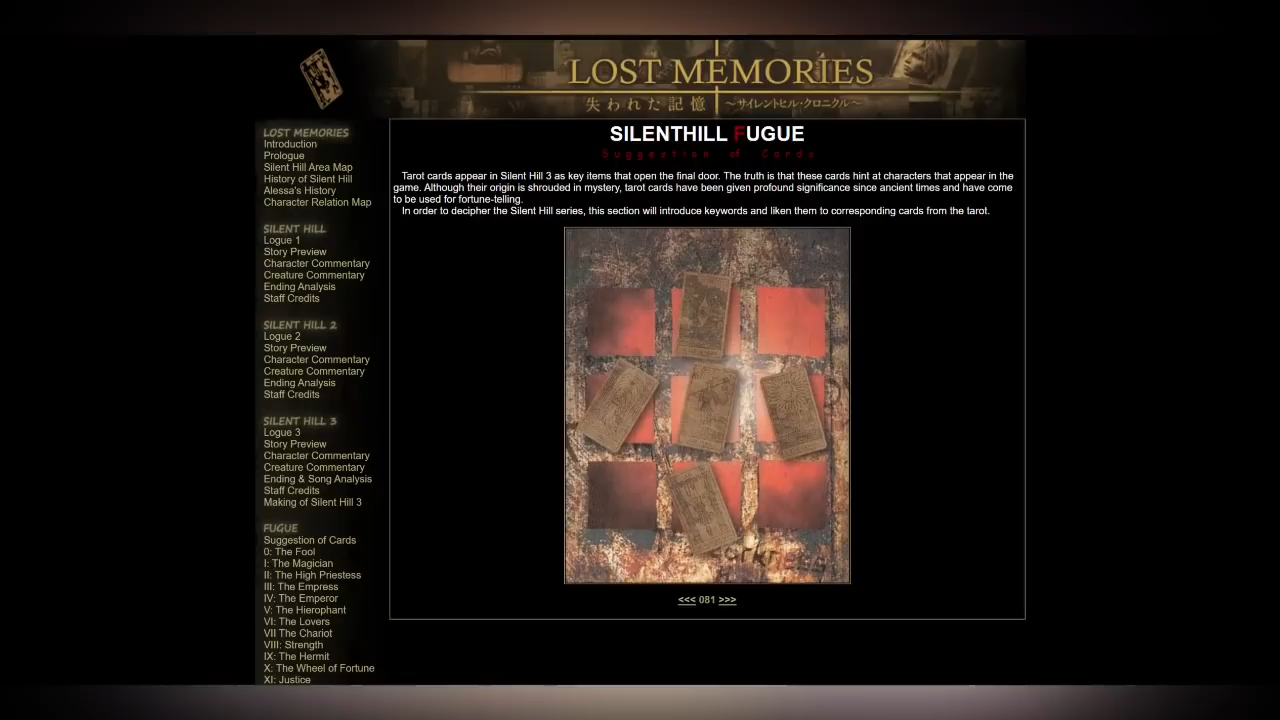 LOST MEMORIES
失われた記憶 ～サイレントヒル・クロニクル～
LOST MEMORIES
Introduction
Prologue
Silent Hill Area Map
History of Silent Hill
Alessa's History
Character Relation Map
SILENT HILL
Logue 1
Story Preview
Character Commentary
Creature Commentary
Ending Analysis
Staff Credits
SILENT HILL 2
Logue 2
Story Preview
Character Commentary
Creature Commentary
Ending Analysis
Staff Credits
SILENT HILL 3
Logue 3
Story Preview
Character Commentary
Creature Commentary
Ending & Song Analysis
Staff Credits
Making of Silent Hill 3
FUGUE
Suggestion of Cards
0: The Fool
I: The Magician
II: The High Priestess
III: The Empress
IV: The Emperor
V: The Hierophant
VI: The Lovers
VII The Chariot
VIII: Strength
IX: The Hermit
X: The Wheel of Fortune
XI: Justice
SILENTHILL FUGUE
Suggestion of Cards
Tarot cards appear in Silent Hill 3 as key items that open the final door. The truth is that these cards hint at characters that appear in the
game. Although their origin is shrouded in mystery, tarot cards have been given profound significance since ancient times and have come
to be used for fortune-telling.
In order to decipher the Silent Hill series, this section will introduce keywords and liken them to corresponding cards from the tarot.
<<< 081 >>>